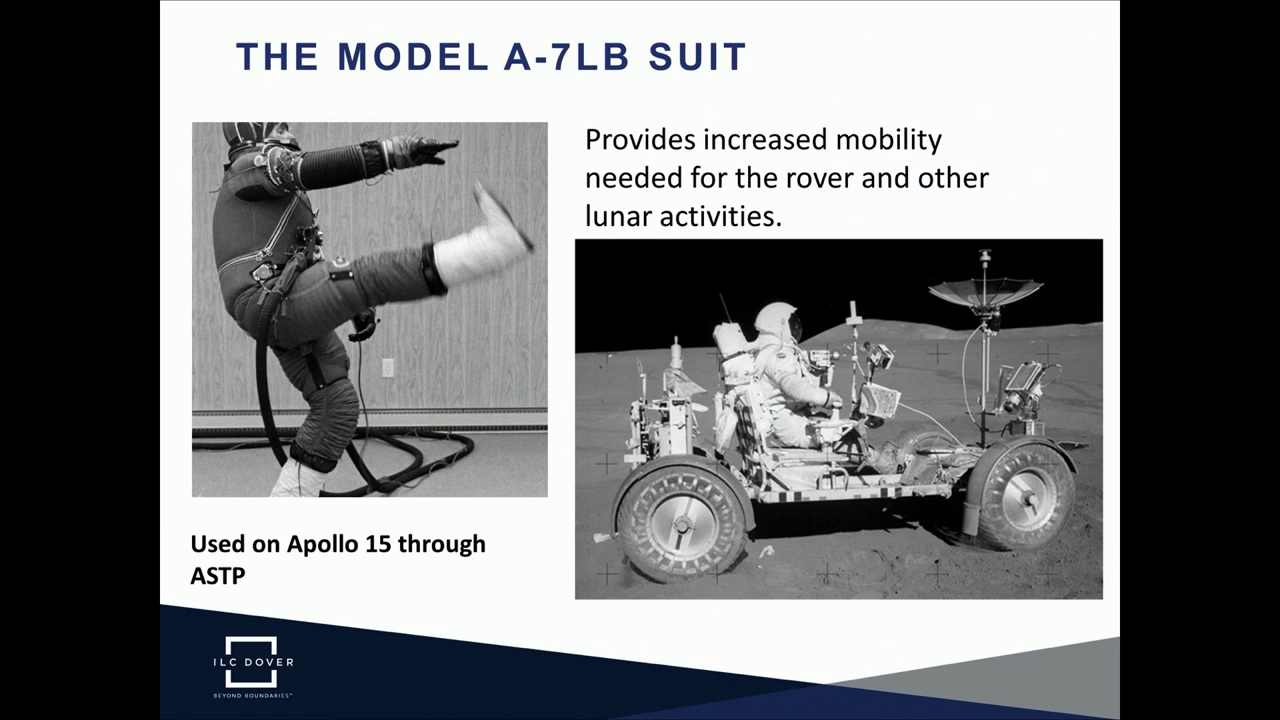 THE MODEL A-7LB SUIT
Provides increased mobility
needed for the rover and other
lunar activities.
Used on Apollo 15 through
ASTP
ILC DOVER
BEYOND BOUNDARIES™